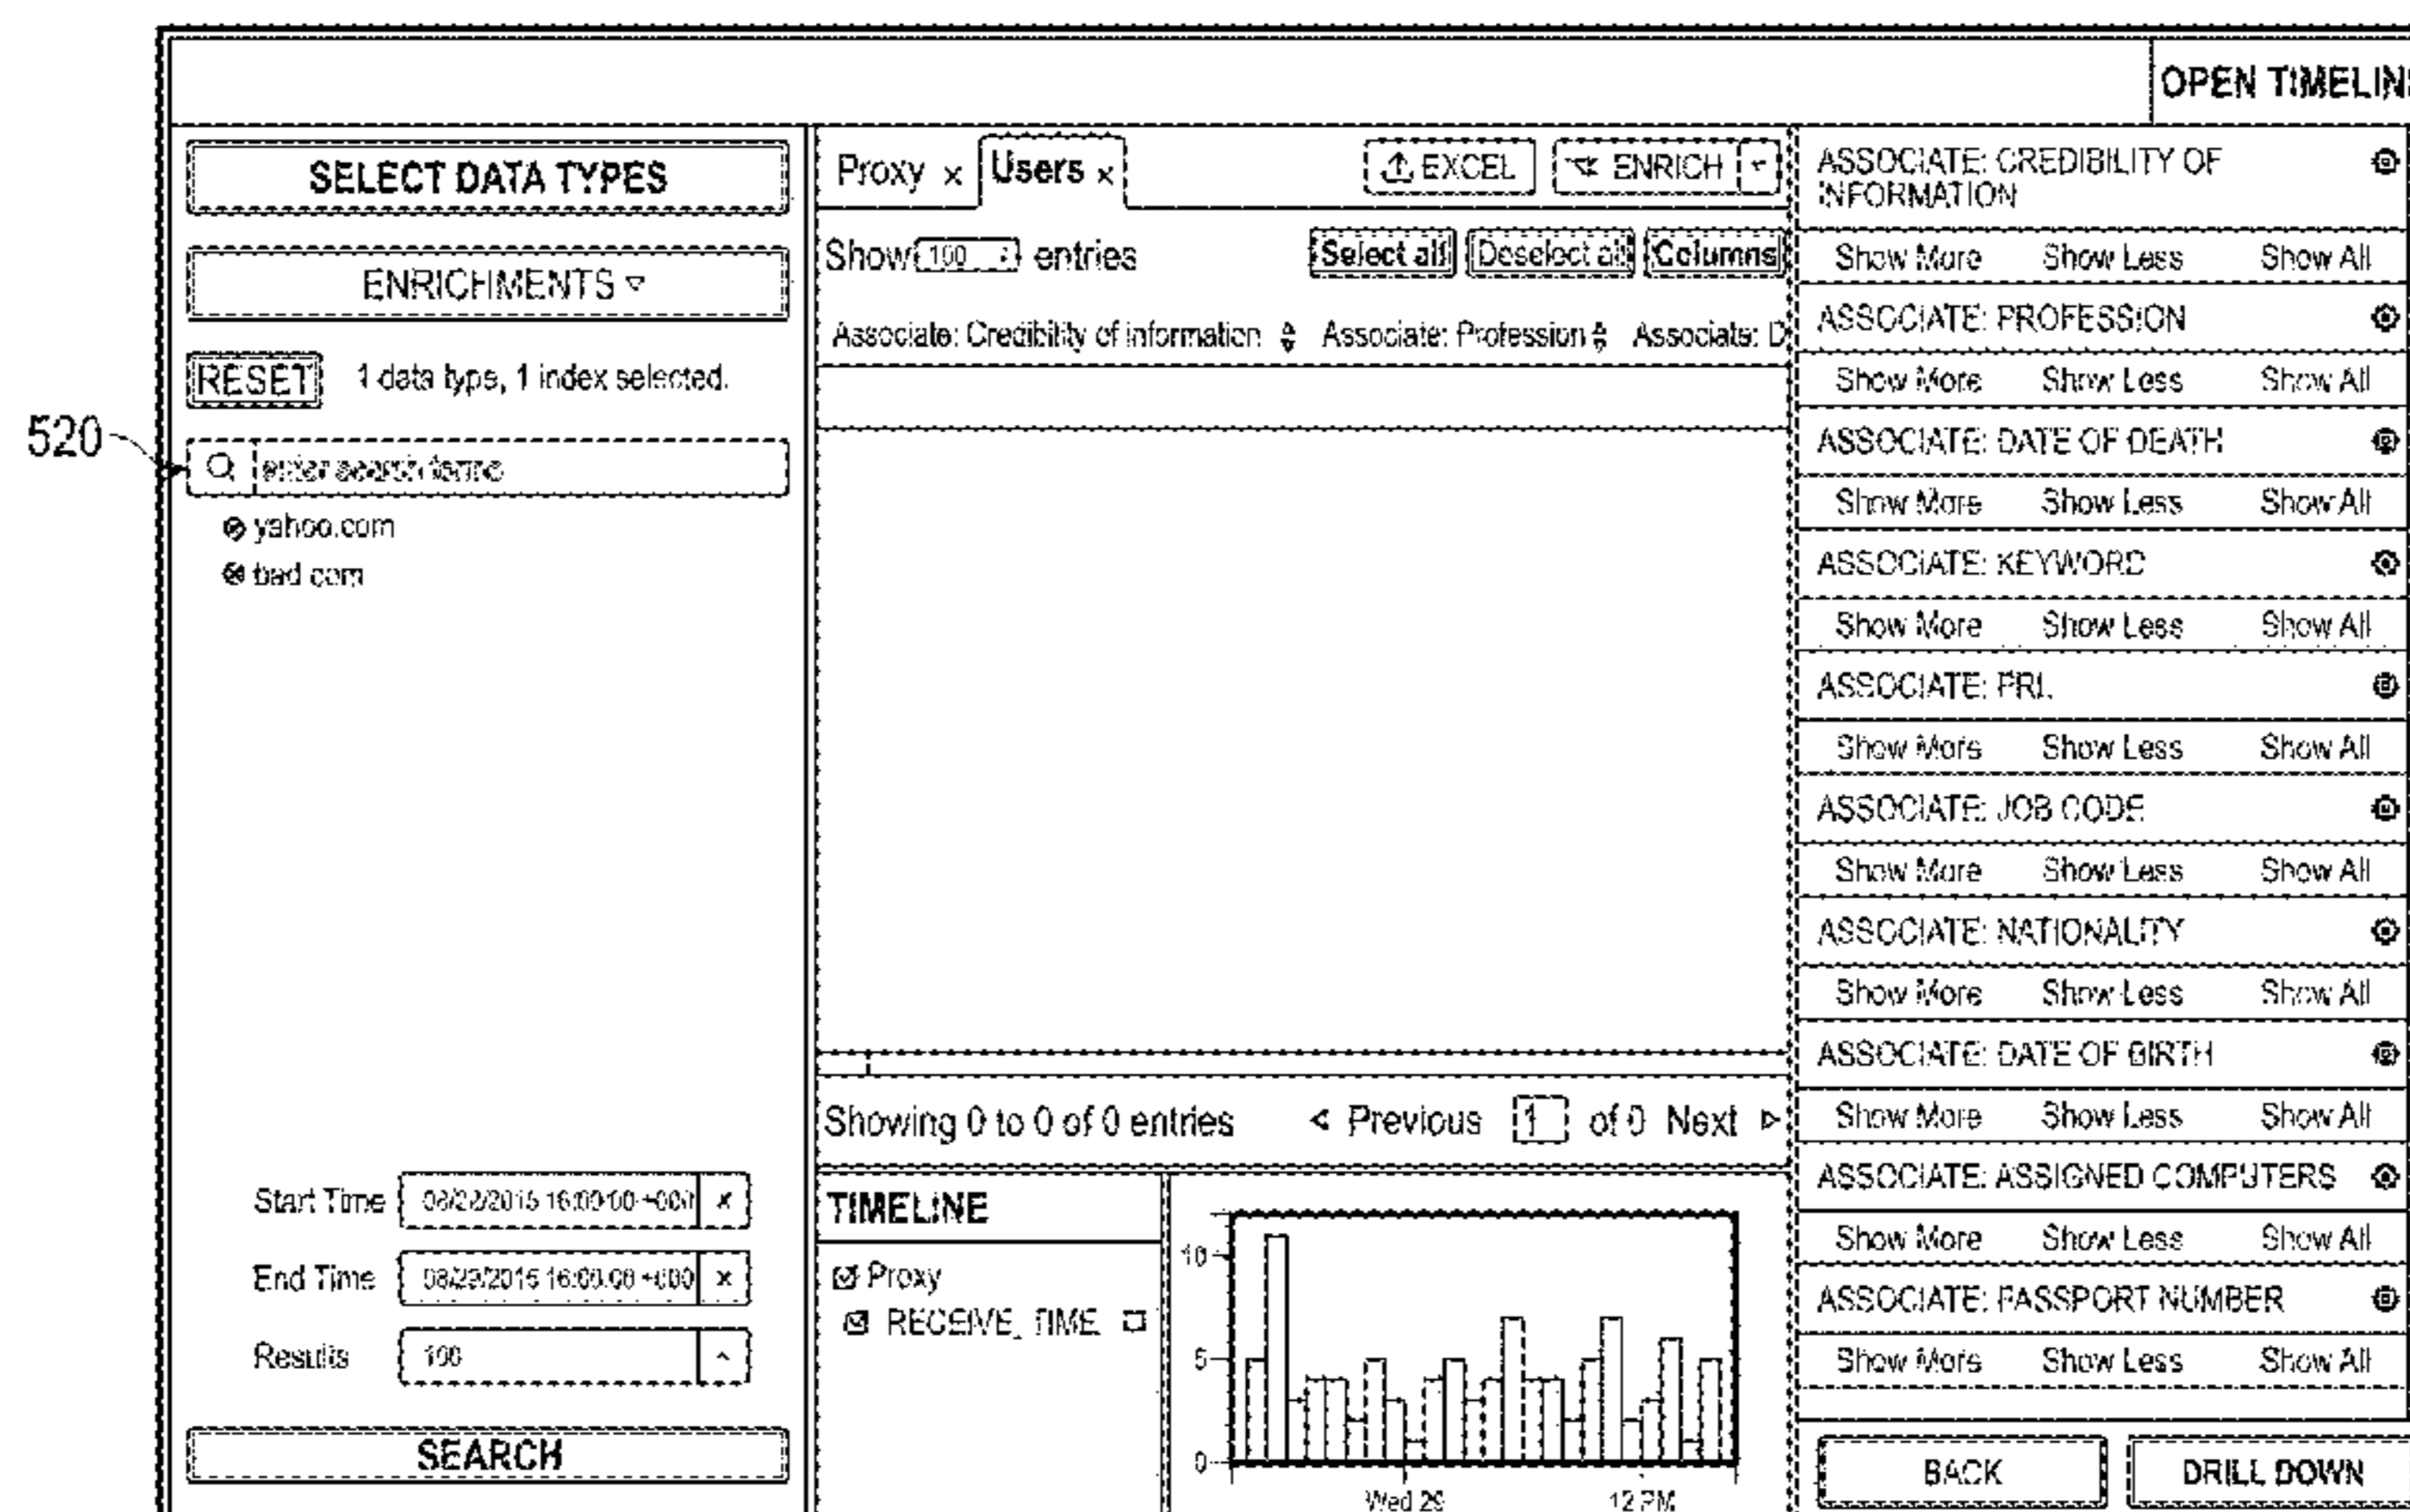 OPEN TIMELIN
SELECT DATA TYPES
ENRICHMENTS
RESET 1 data type, 1 index selected.
520
enter search terms
yahoo.com
bad.com
Start Time
End Time
Results 100
SEARCH
Proxy x Users x EXCEL ENRICH
Show 100 entries Select all Deselect all Columns
Associate: Credibility of information Associate: Profession Associate: D
Showing 0 to 0 of 0 entries < Previous 1 of 0 Next
TIMELINE
Proxy
RECEIVE_TIME
10
5
0
Wed 29 12 PM
ASSOCIATE: CREDIBILITY OF
INFORMATION
Show More Show Less Show All
ASSOCIATE: PROFESSION
Show More Show Less Show All
ASSOCIATE: DATE OF DEATH
Show More Show Less Show All
ASSOCIATE: KEYWORD
Show More Show Less Show All
ASSOCIATE: PRI.
Show More Show Less Show All
ASSOCIATE: JOB CODE
Show More Show Less Show All
ASSOCIATE: NATIONALITY
Show More Show Less Show All
ASSOCIATE: DATE OF BIRTH
Show More Show Less Show All
ASSOCIATE: ASSIGNED COMPUTERS
Show More Show Less Show All
ASSOCIATE: PASSPORT NUMBER
Show More Show Less Show All
BACK DRILL DOWN